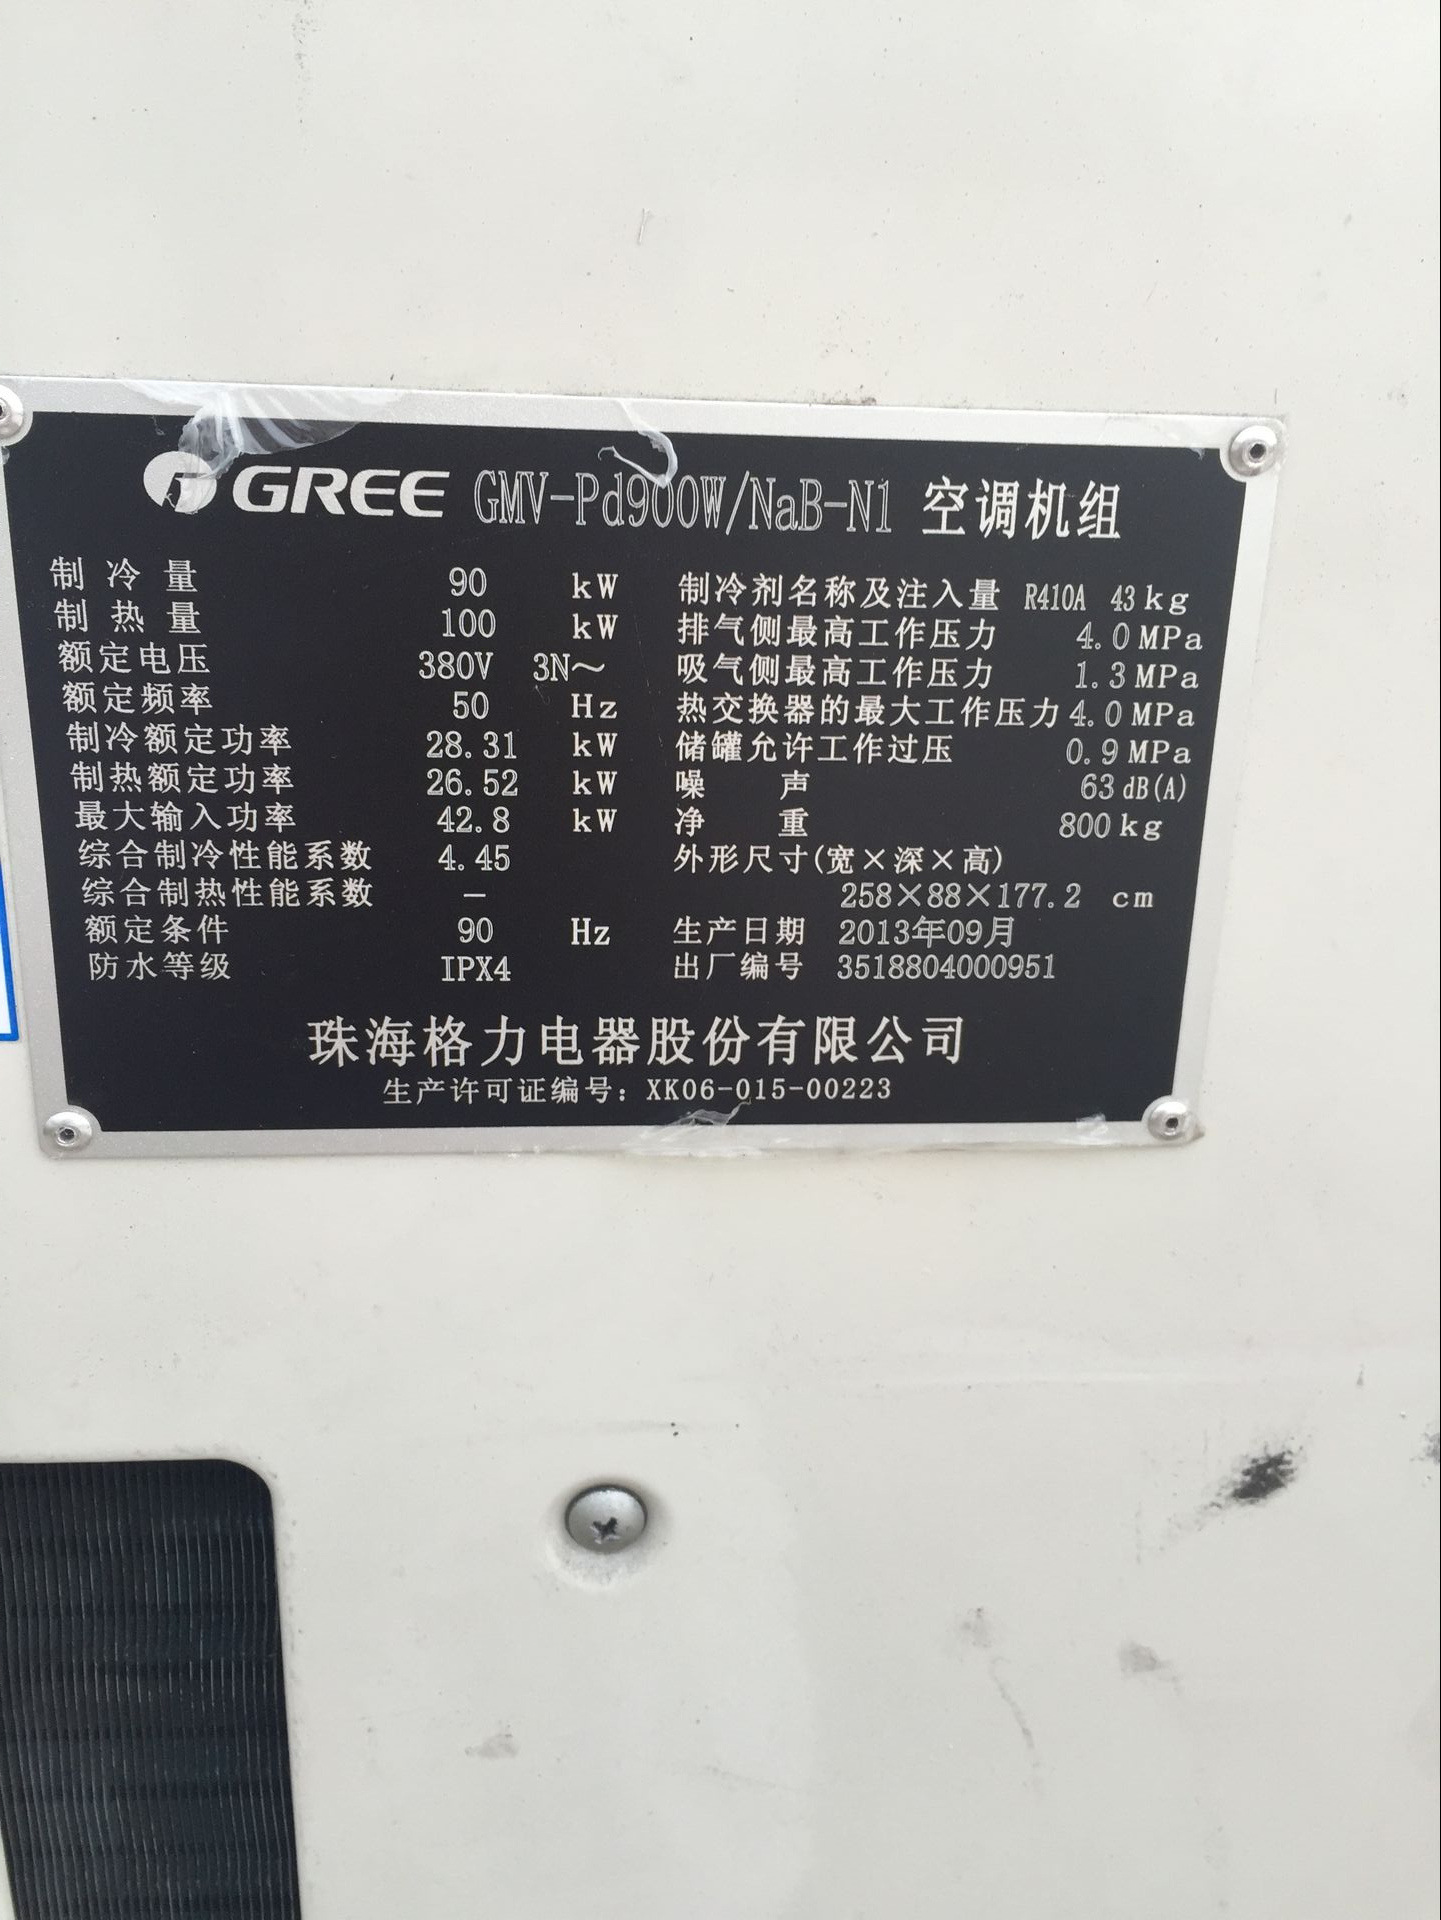 GREE GMV-Pd900W/NaB-N1 空调机组
制冷量 90 kW
制热量 100 kW
额定电压 380V 3N～
额定频率 50 Hz
制冷额定功率 28.31 kW
制热额定功率 26.52 kW
最大输入功率 42.8 kW
综合制冷性能系数 4.45
综合制热性能系数 —
额定条件 90 Hz
防水等级 IPX4
制冷剂名称及注入量 R410A 43kg
排气侧最高工作压力 4.0MPa
吸气侧最高工作压力 1.3MPa
热交换器的最大工作压力 4.0MPa
储罐允许工作过压 0.9MPa
噪声 63dB(A)
净重 800kg
外形尺寸(宽×深×高)
258×88×177.2 cm
生产日期 2013年09月
出厂编号 3518804000951
珠海格力电器股份有限公司
生产许可证编号：XK06-015-00223